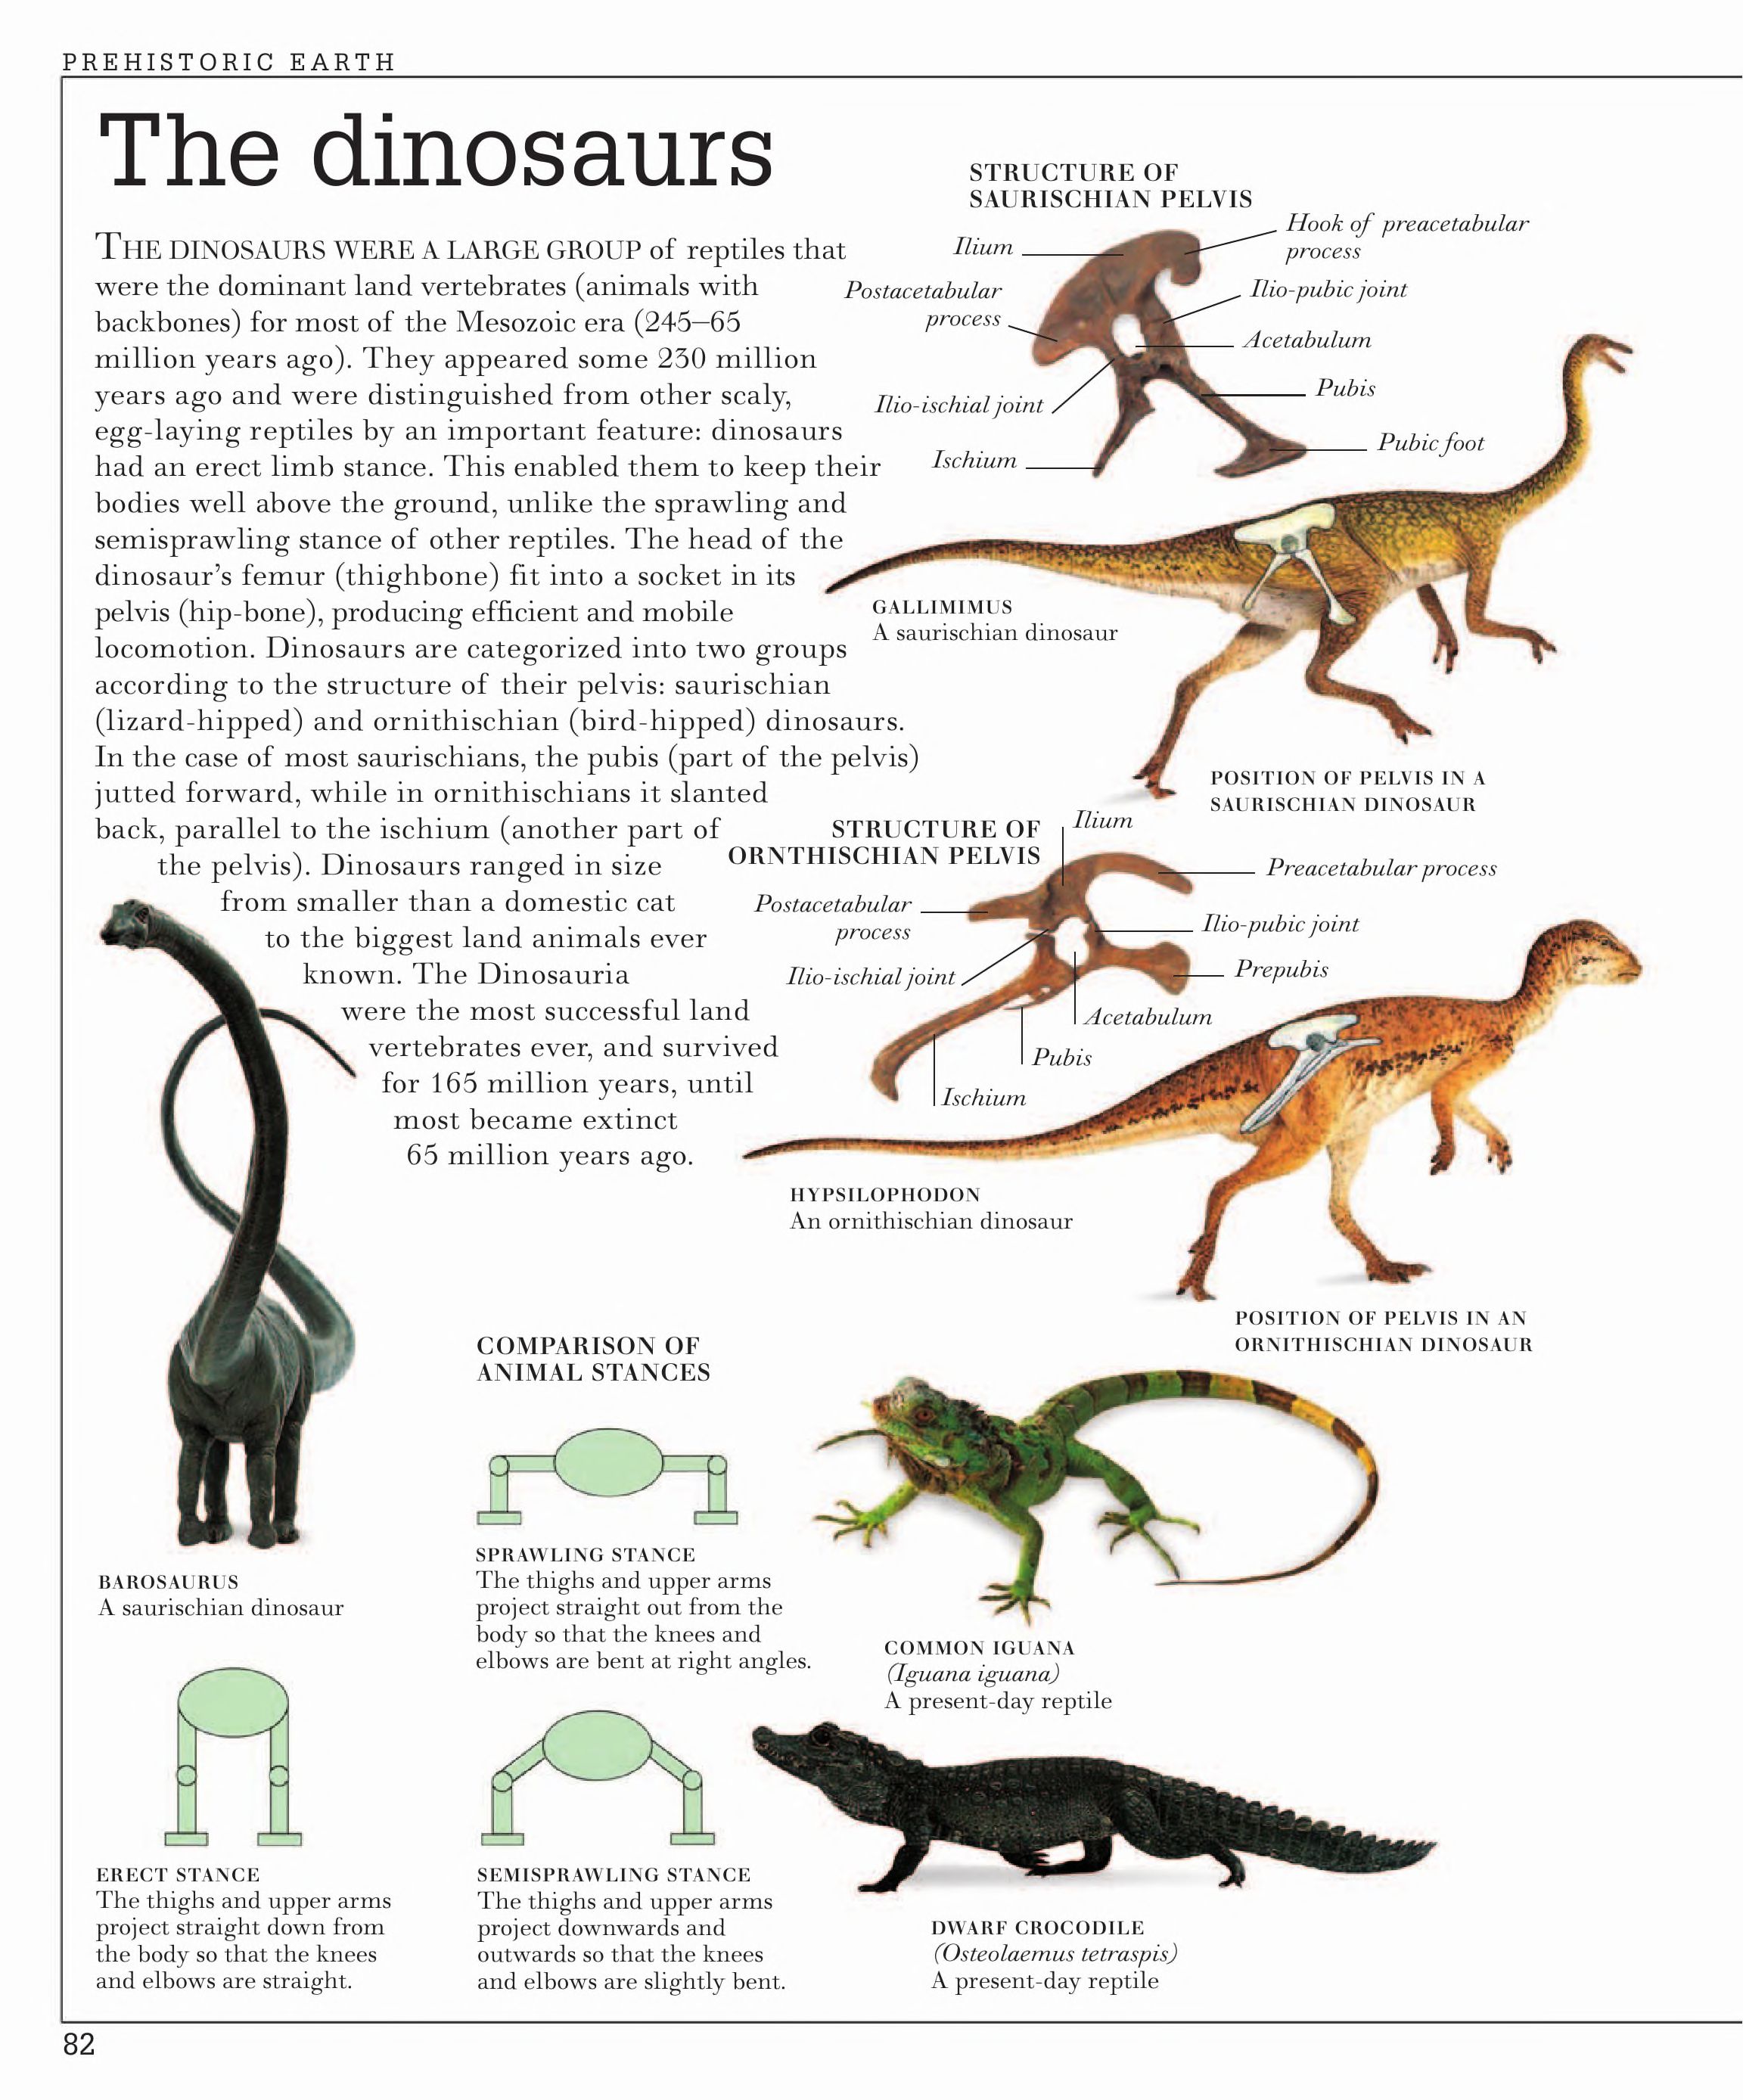 PREHISTORIC EARTH
The dinosaurs
THE DINOSAURS WERE A LARGE GROUP of reptiles that
were the dominant land vertebrates (animals with
backbones) for most of the Mesozoic era (245–65
million years ago). They appeared some 230 million
years ago and were distinguished from other scaly,
egg-laying reptiles by an important feature: dinosaurs
had an erect limb stance. This enabled them to keep their
bodies well above the ground, unlike the sprawling and
semisprawling stance of other reptiles. The head of the
dinosaur’s femur (thighbone) fit into a socket in its
pelvis (hip-bone), producing efficient and mobile
locomotion. Dinosaurs are categorized into two groups
according to the structure of their pelvis: saurischian
(lizard-hipped) and ornithischian (bird-hipped) dinosaurs.
In the case of most saurischians, the pubis (part of the pelvis)
jutted forward, while in ornithischians it slanted
back, parallel to the ischium (another part of
the pelvis). Dinosaurs ranged in size
from smaller than a domestic cat
to the biggest land animals ever
known. The Dinosauria
were the most successful land
vertebrates ever, and survived
for 165 million years, until
most became extinct
65 million years ago.
STRUCTURE OF
SAURISCHIAN PELVIS
Ilium
Hook of preacetabular
process
Postacetabular
process
Ilio-pubic joint
Acetabulum
Ilio-ischial joint
Pubis
Ischium
Pubic foot
GALLIMIMUS
A saurischian dinosaur
POSITION OF PELVIS IN A
SAURISCHIAN DINOSAUR
STRUCTURE OF
ORNTHISCHIAN PELVIS
Ilium
Preacetabular process
Postacetabular
process
Ilio-pubic joint
Ilio-ischial joint
Prepubis
Acetabulum
Pubis
Ischium
HYPSILOPHODON
An ornithischian dinosaur
POSITION OF PELVIS IN AN
ORNITHISCHIAN DINOSAUR
BAROSAURUS
A saurischian dinosaur
COMPARISON OF
ANIMAL STANCES
SPRAWLING STANCE
The thighs and upper arms
project straight out from the
body so that the knees and
elbows are bent at right angles.
COMMON IGUANA
(Iguana iguana)
A present-day reptile
ERECT STANCE
The thighs and upper arms
project straight down from
the body so that the knees
and elbows are straight.
SEMISPRAWLING STANCE
The thighs and upper arms
project downwards and
outwards so that the knees
and elbows are slightly bent.
DWARF CROCODILE
(Osteolaemus tetraspis)
A present-day reptile
82